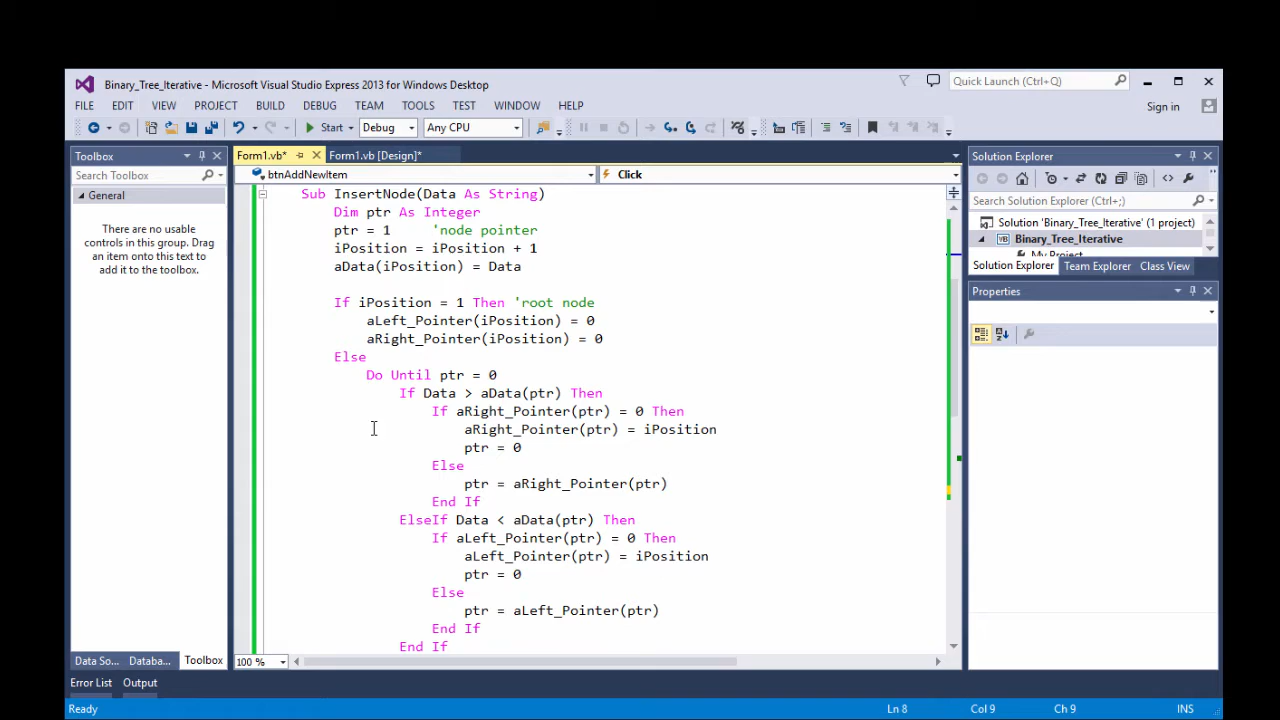 Binary_Tree_Iterative - Microsoft Visual Studio Express 2013 for Windows Desktop
Quick Launch (Ctrl+Q)
FILE EDIT VIEW PROJECT BUILD DEBUG TEAM TOOLS TEST WINDOW HELP
Sign in
Start Debug Any CPU
Toolbox
Form1.vb* Form1.vb [Design]*
Solution Explorer
Search Toolbox
btnAddNewItem Click
General
There are no usable
controls in this group. Drag
an item onto this text to
add it to the toolbox.
Sub InsertNode(Data As String)
Dim ptr As Integer
ptr = 1 'node pointer
iPosition = iPosition + 1
aData(iPosition) = Data
If iPosition = 1 Then 'root node
aLeft_Pointer(iPosition) = 0
aRight_Pointer(iPosition) = 0
Else
Do Until ptr = 0
If Data > aData(ptr) Then
If aRight_Pointer(ptr) = 0 Then
aRight_Pointer(ptr) = iPosition
ptr = 0
Else
ptr = aRight_Pointer(ptr)
End If
ElseIf Data < aData(ptr) Then
If aLeft_Pointer(ptr) = 0 Then
aLeft_Pointer(ptr) = iPosition
ptr = 0
Else
ptr = aLeft_Pointer(ptr)
End If
End If
Search Solution Explorer (Ctrl+;)
Solution 'Binary_Tree_Iterative' (1 project)
VB Binary_Tree_Iterative
My Project
Solution Explorer Team Explorer Class View
Properties
Data So... Databa... Toolbox
100 %
Error List Output
Ready Ln 8 Col 9 Ch 9 INS